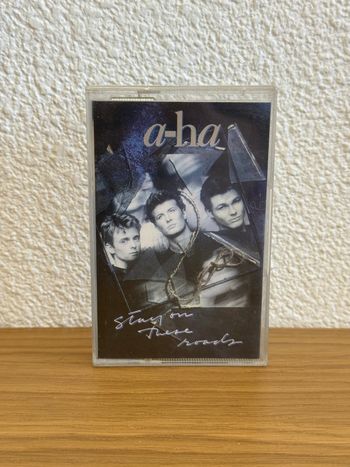 a-ha
stay on
these
roads